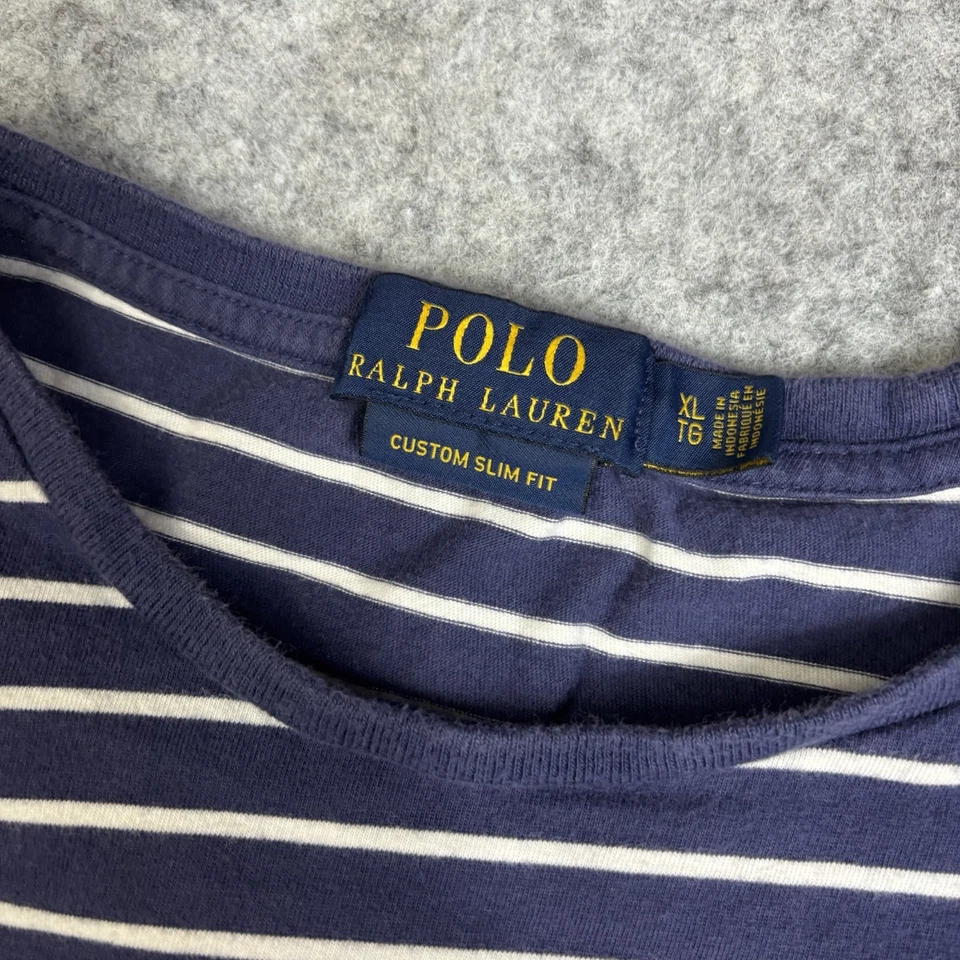 POLO
RALPH LAUREN
CUSTOM SLIM FIT
XL
TG
MADE IN
INDONESIA
FABRIQUÉ EN
INDONÉSIE